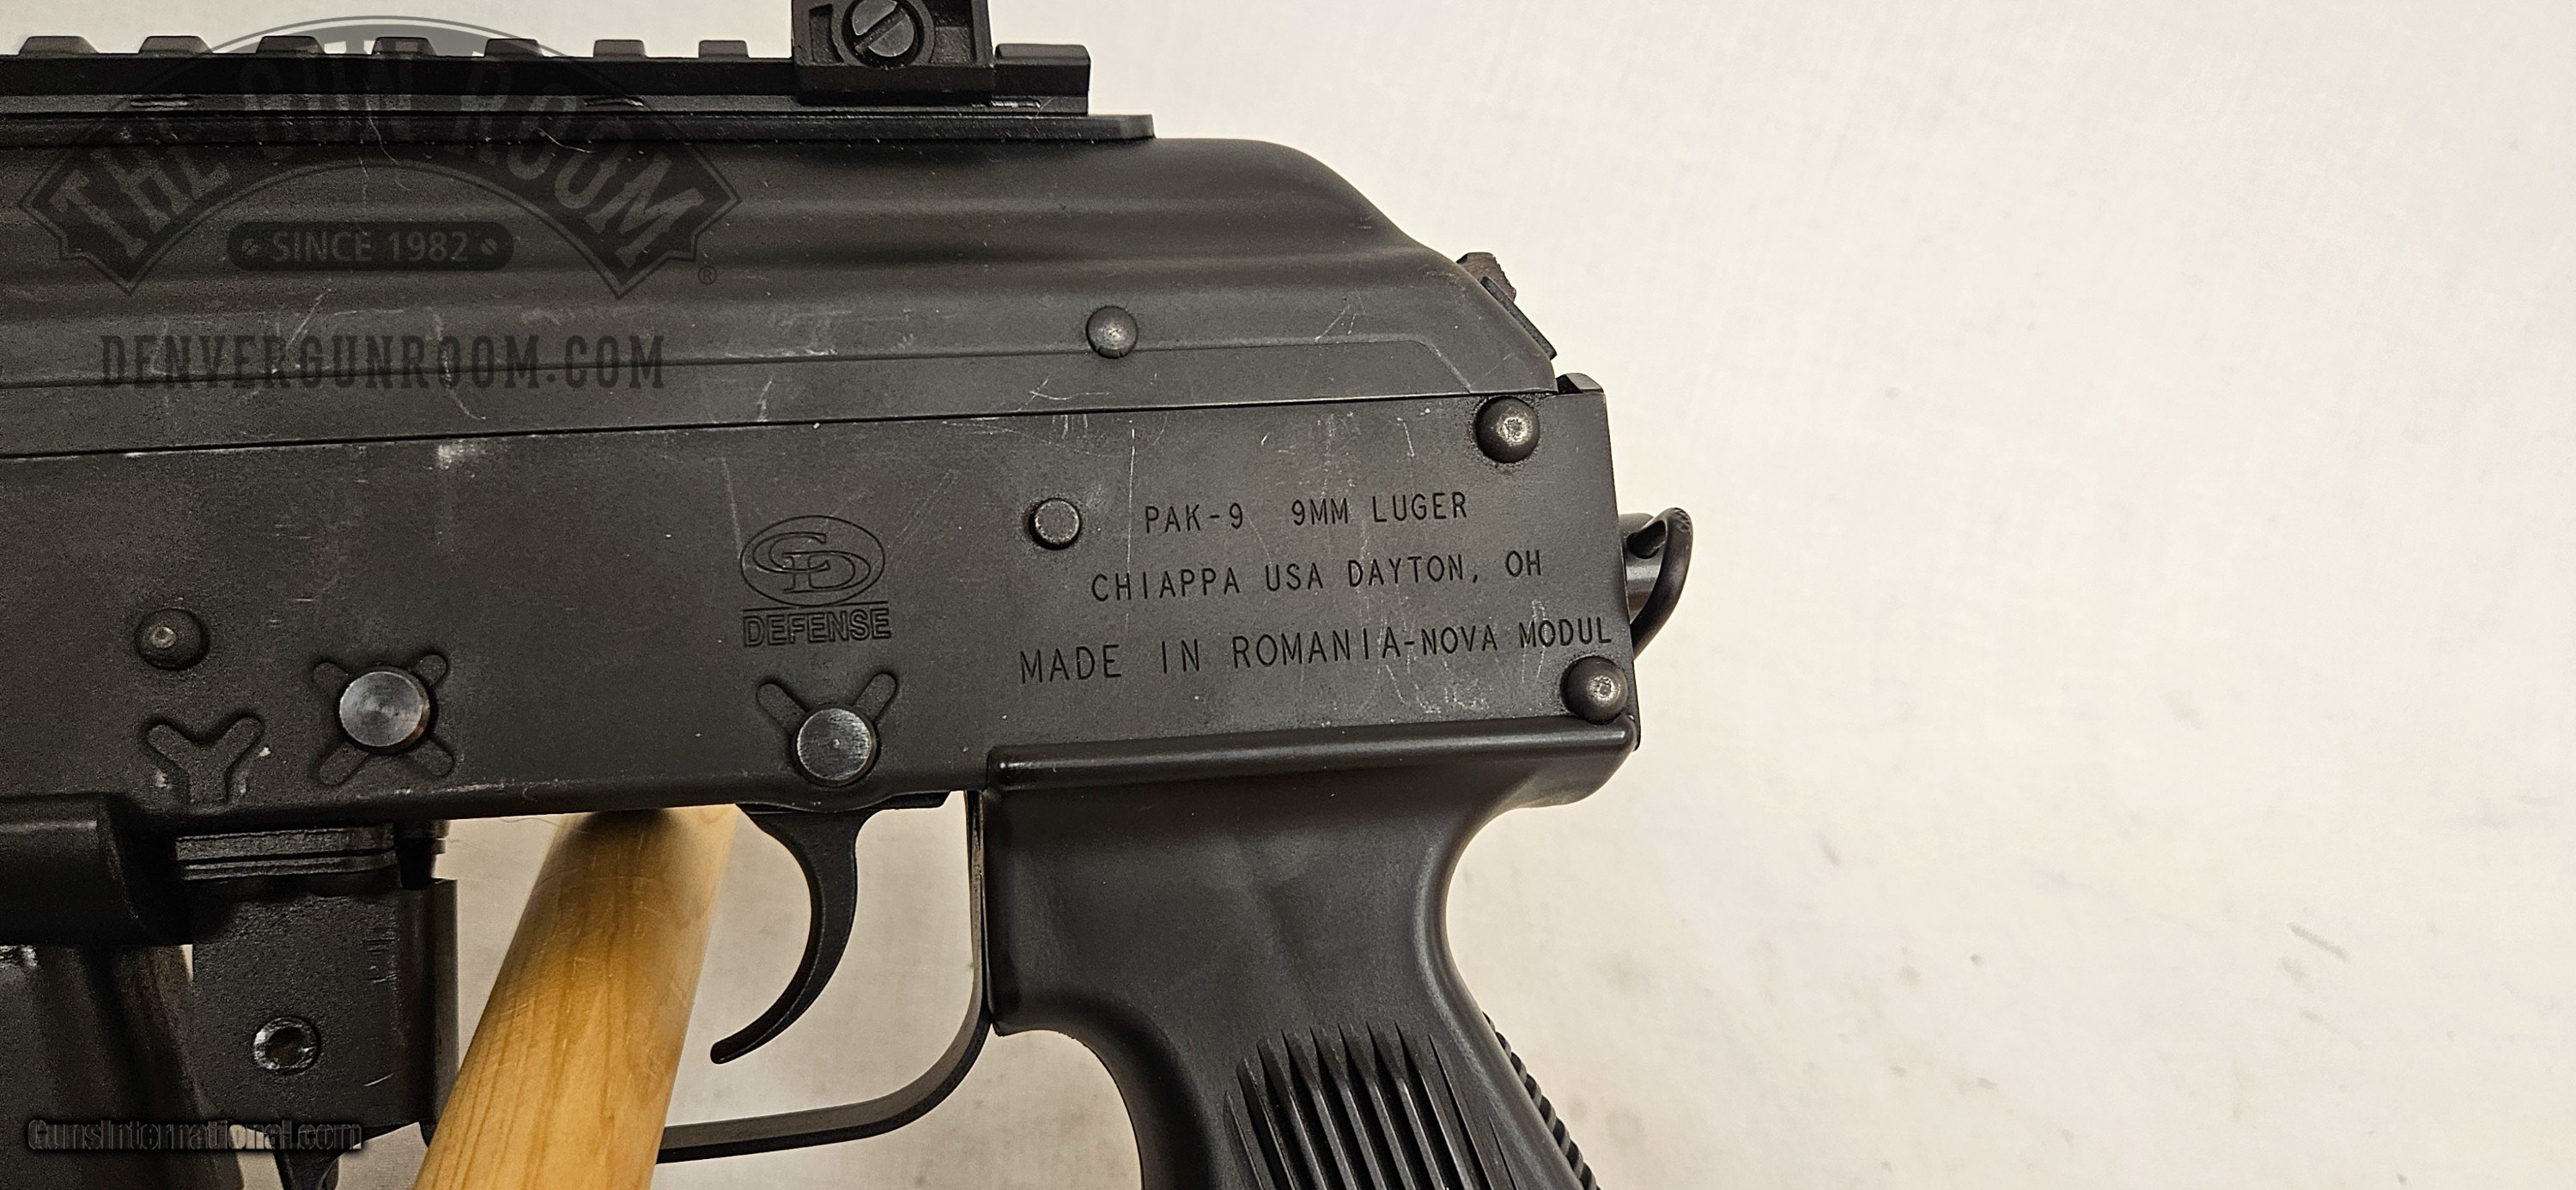 THE GUN ROOM
SINCE 1982
®
DENVERGUNROOM.COM
PAK-9 9MM LUGER
CHIAPPA USA DAYTON, OH
MADE IN ROMANIA-NOVA MODUL
CD
DEFENSE
GunsInternational.com